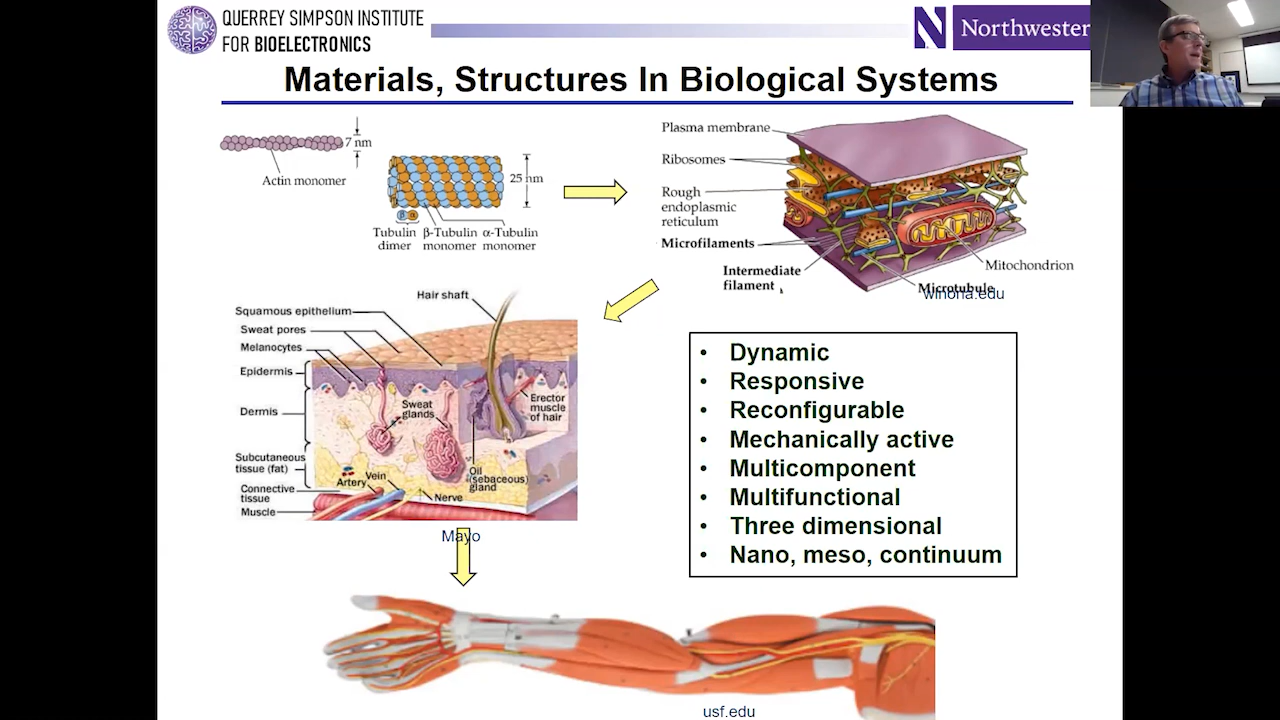 QUERREY SIMPSON INSTITUTE
FOR BIOELECTRONICS
N Northwester
Materials, Structures In Biological Systems
7 nm
Actin monomer
25 nm
β α
Tubulin dimer
β-Tubulin monomer
α-Tubulin monomer
Plasma membrane
Ribosomes
Rough
endoplasmic
reticulum
Microfilaments
Intermediate
filament
Mitochondrion
Microtubule
winona.edu
Hair shaft
Squamous epithelium
Sweat pores
Melanocytes
Epidermis
Dermis
Subcutaneous
tissue (fat)
Connective
tissue
Muscle
Sweat
glands
Erector
muscle
of hair
Artery
Vein
Nerve
Oil
(sebaceous)
gland
Mayo
• Dynamic
• Responsive
• Reconfigurable
• Mechanically active
• Multicomponent
• Multifunctional
• Three dimensional
• Nano, meso, continuum
usf.edu